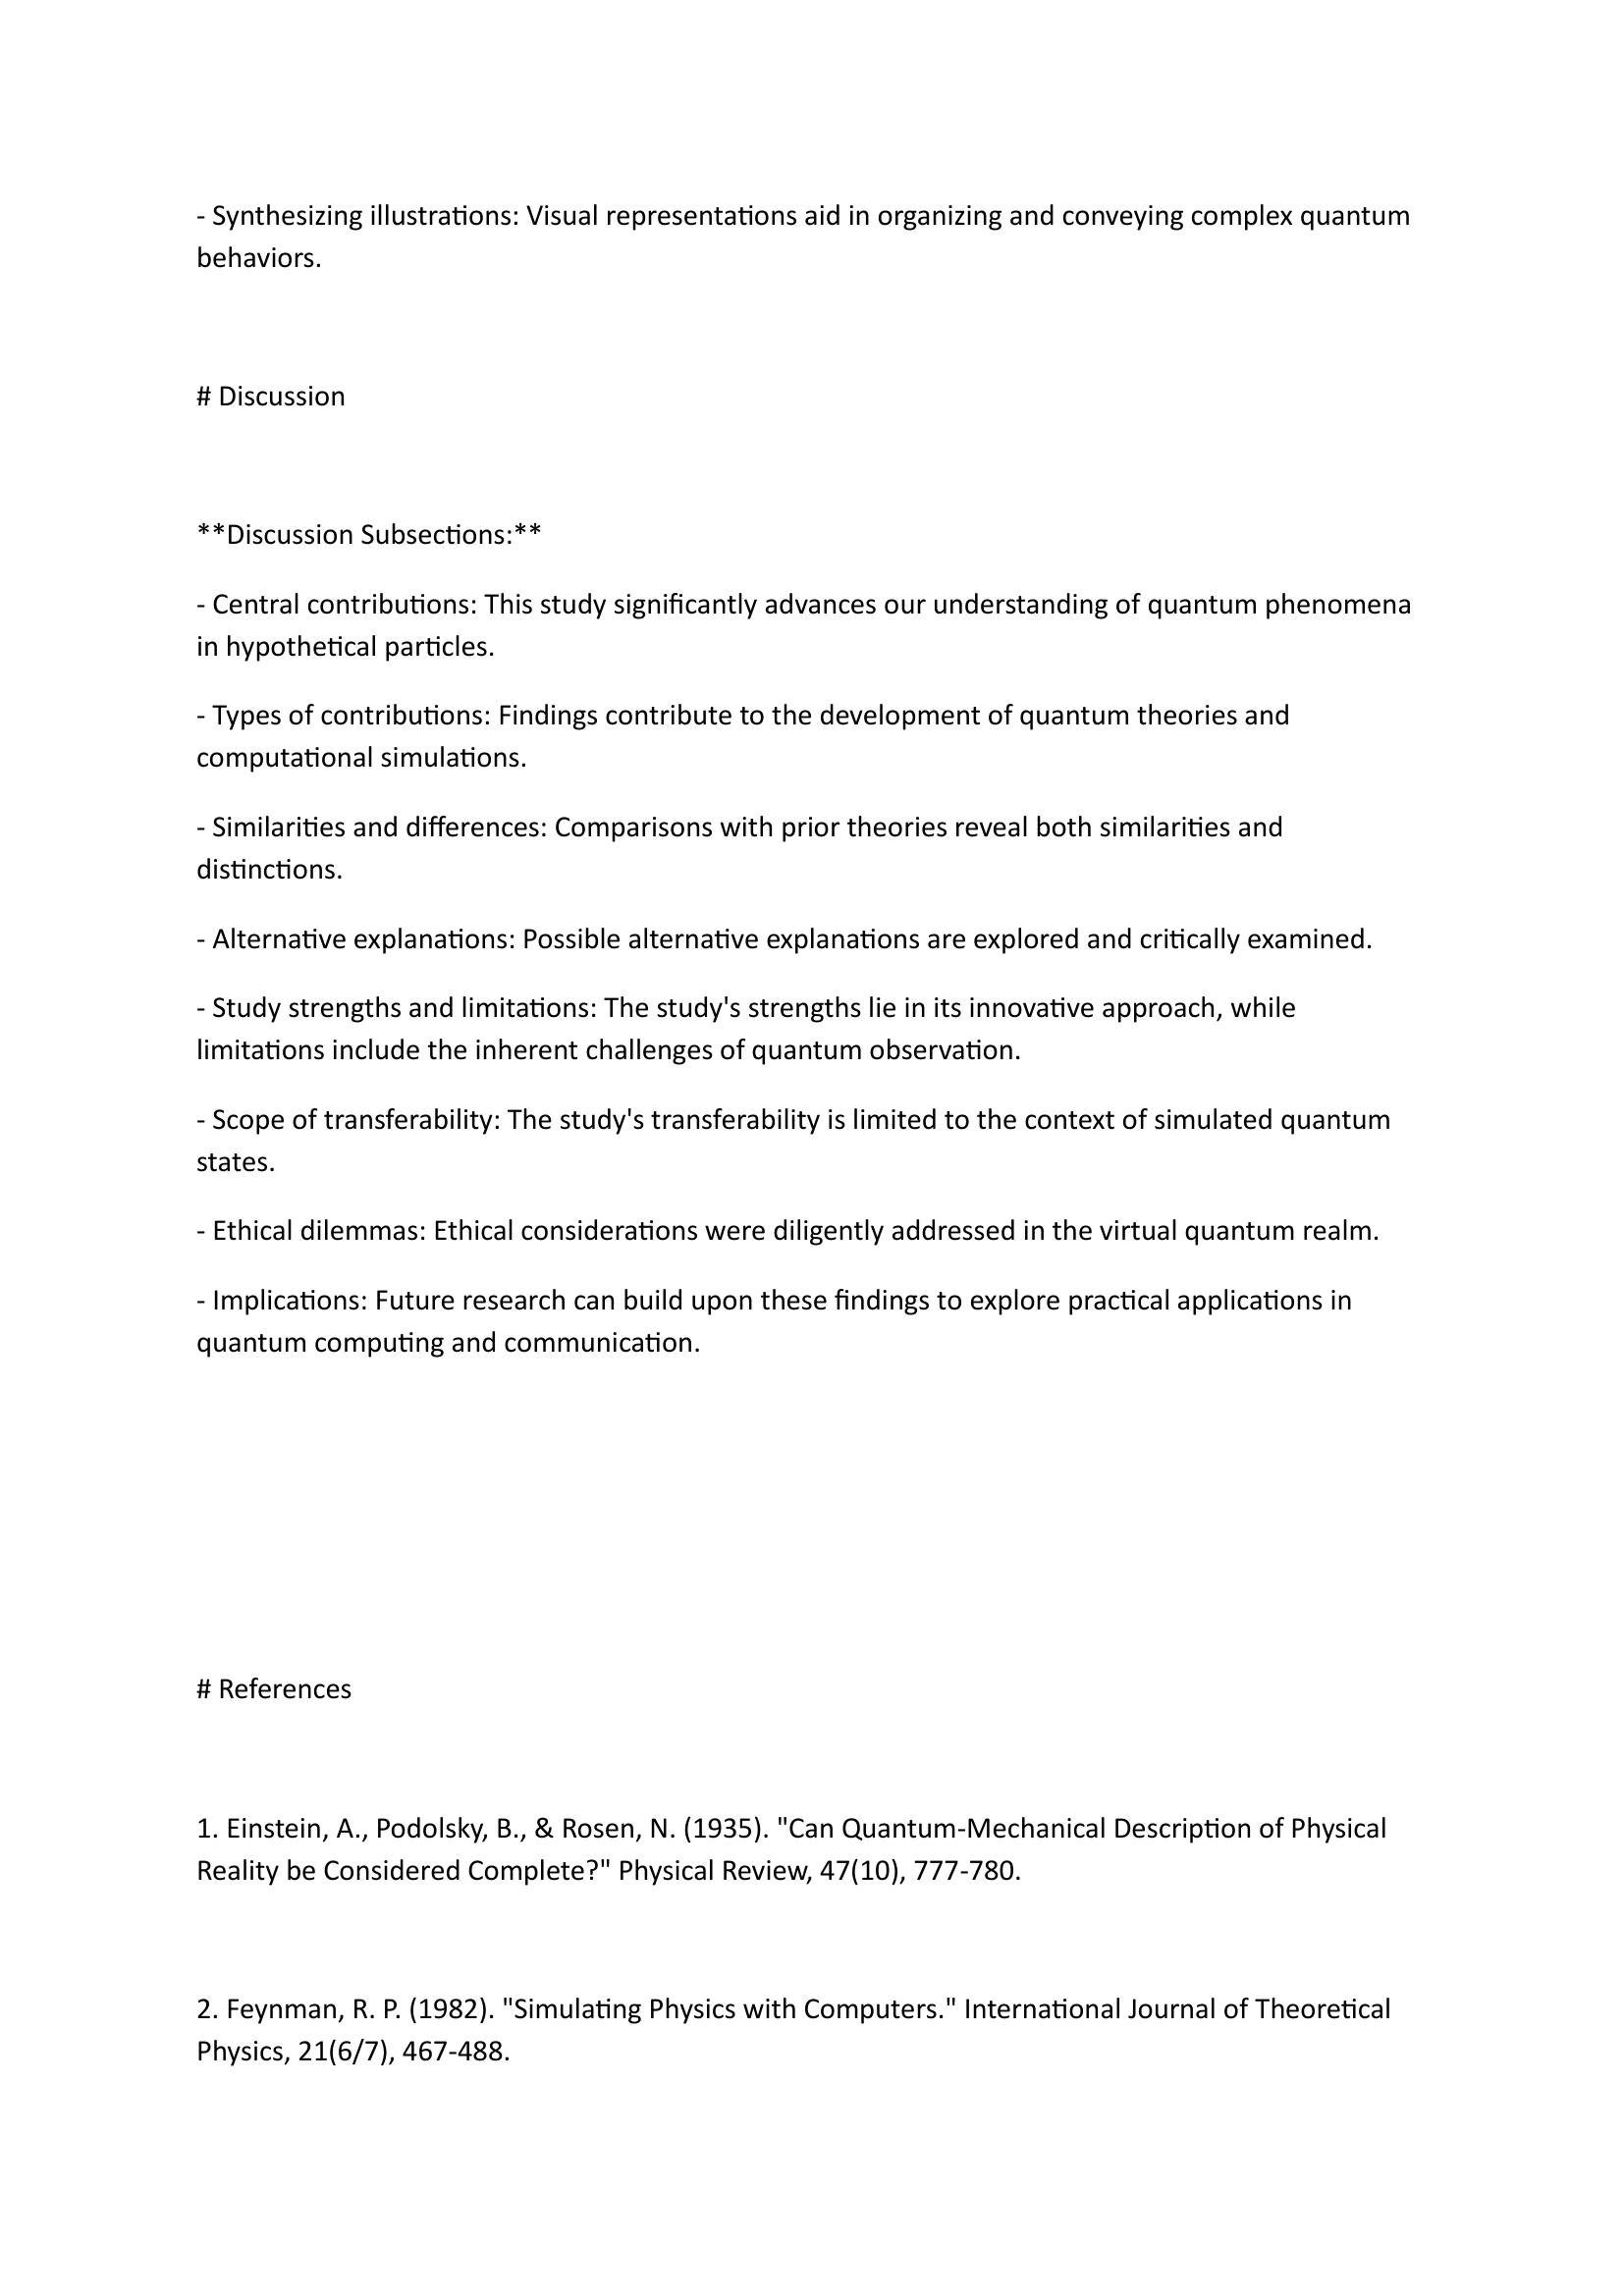 - Synthesizing illustrations: Visual representations aid in organizing and conveying complex quantum
behaviors.
# Discussion
**Discussion Subsections:**
- Central contributions: This study significantly advances our understanding of quantum phenomena
in hypothetical particles.
- Types of contributions: Findings contribute to the development of quantum theories and
computational simulations.
- Similarities and differences: Comparisons with prior theories reveal both similarities and
distinctions.
- Alternative explanations: Possible alternative explanations are explored and critically examined.
- Study strengths and limitations: The study's strengths lie in its innovative approach, while
limitations include the inherent challenges of quantum observation.
- Scope of transferability: The study's transferability is limited to the context of simulated quantum
states.
- Ethical dilemmas: Ethical considerations were diligently addressed in the virtual quantum realm.
- Implications: Future research can build upon these findings to explore practical applications in
quantum computing and communication.
# References
1. Einstein, A., Podolsky, B., & Rosen, N. (1935). "Can Quantum-Mechanical Description of Physical
Reality be Considered Complete?" Physical Review, 47(10), 777-780.
2. Feynman, R. P. (1982). "Simulating Physics with Computers." International Journal of Theoretical
Physics, 21(6/7), 467-488.